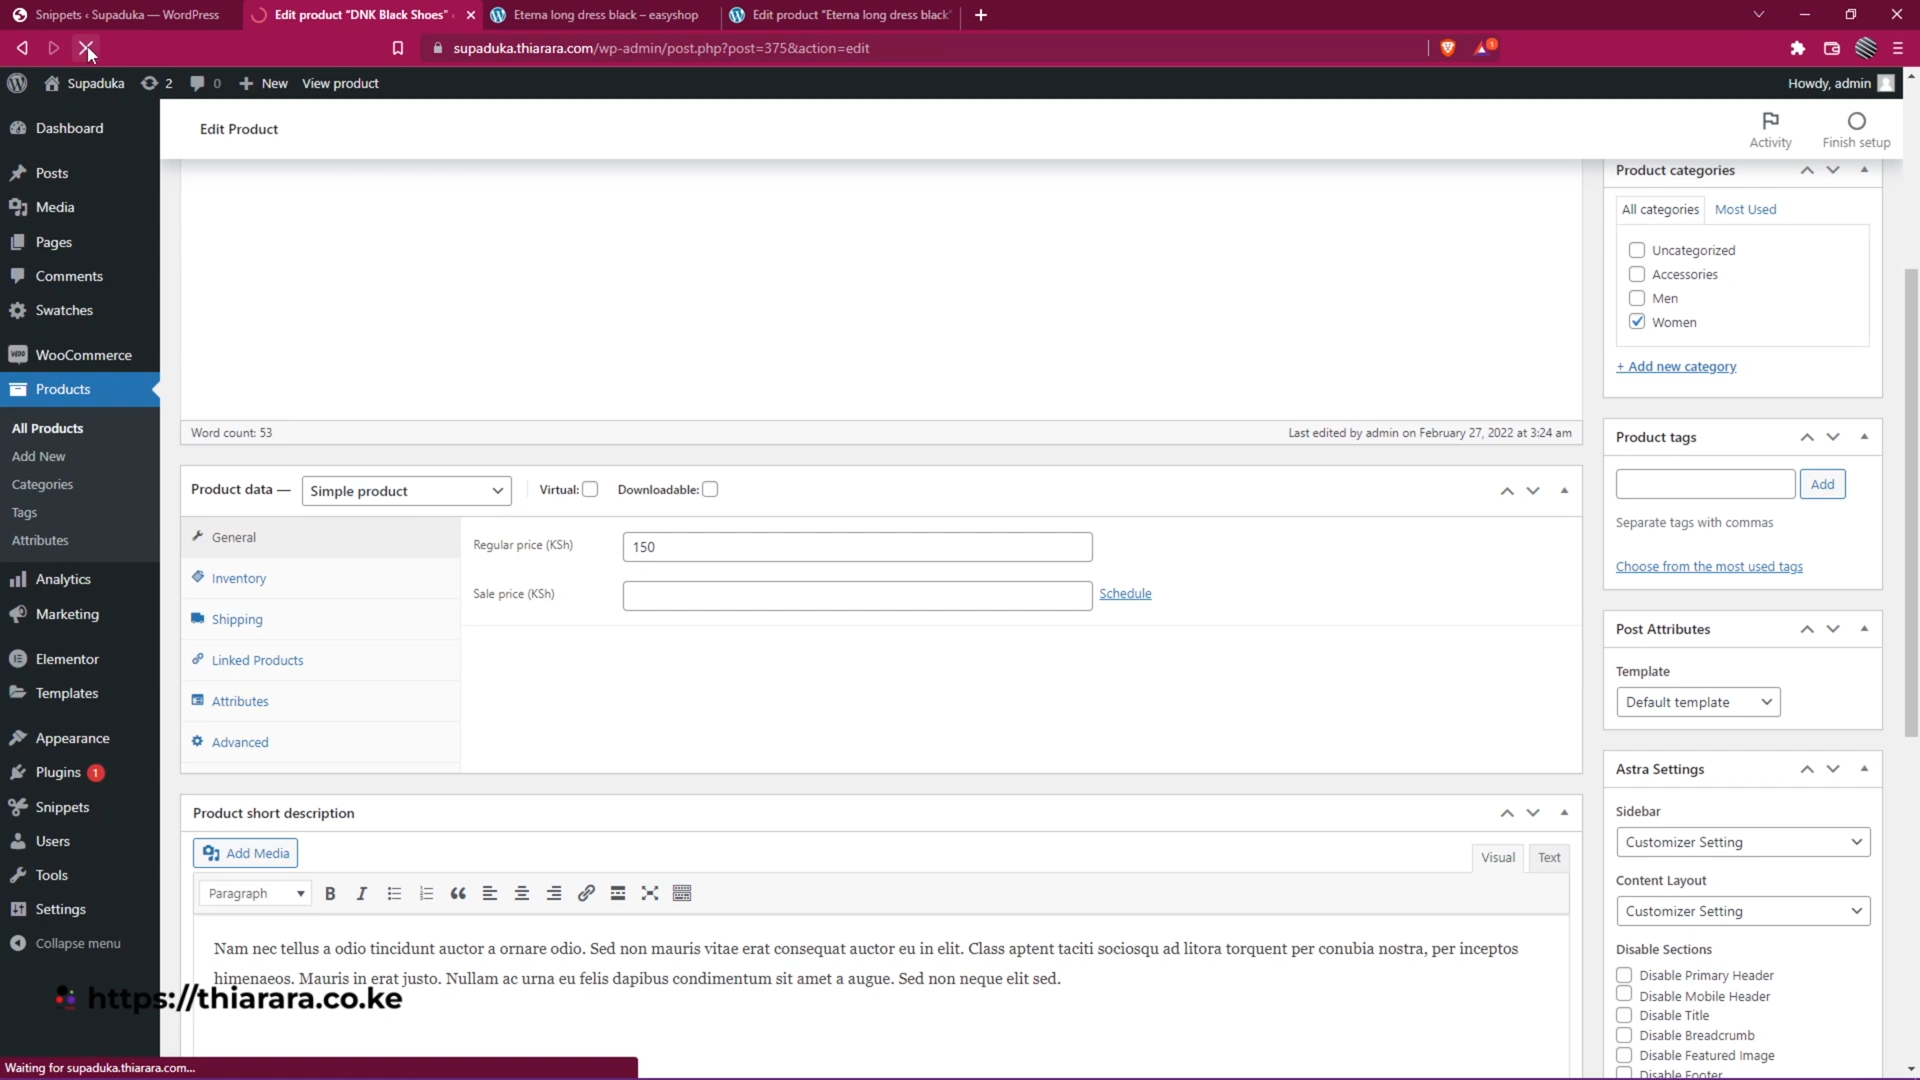 Snippets ‹ Supaduka — WordPress
Edit product “DNK Black Shoes” ‹
Eterna long dress black – easyshop
Edit product “Eterna long dress black”
supaduka.thiarara.com/wp-admin/post.php?post=375&action=edit
1
Supaduka
2
0
New
View product
Howdy, admin
Dashboard
Posts
Media
Pages
Comments
Swatches
WooCommerce
Products
All Products
Add New
Categories
Tags
Attributes
Analytics
Marketing
Elementor
Templates
Appearance
Plugins 1
Snippets
Users
Tools
Settings
Collapse menu
Edit Product
Activity
Finish setup
Word count: 53
Last edited by admin on February 27, 2022 at 3:24 am
Product data —
Simple product
Virtual:
Downloadable:
General
Inventory
Shipping
Linked Products
Attributes
Advanced
Regular price (KSh)
150
Sale price (KSh)
Schedule
Product short description
Add Media
Visual
Text
Paragraph
Nam nec tellus a odio tincidunt auctor a ornare odio. Sed non mauris vitae erat consequat auctor eu in elit. Class aptent taciti sociosqu ad litora torquent per conubia nostra, per inceptos
himenaeos. Mauris in erat justo. Nullam ac urna eu felis dapibus condimentum sit amet a augue. Sed non neque elit sed.
https://thiarara.co.ke
Waiting for supaduka.thiarara.com...
Product categories
All categories
Most Used
Uncategorized
Accessories
Men
Women
+ Add new category
Product tags
Add
Separate tags with commas
Choose from the most used tags
Post Attributes
Template
Default template
Astra Settings
Sidebar
Customizer Setting
Content Layout
Customizer Setting
Disable Sections
Disable Primary Header
Disable Mobile Header
Disable Title
Disable Breadcrumb
Disable Featured Image
Disable Footer